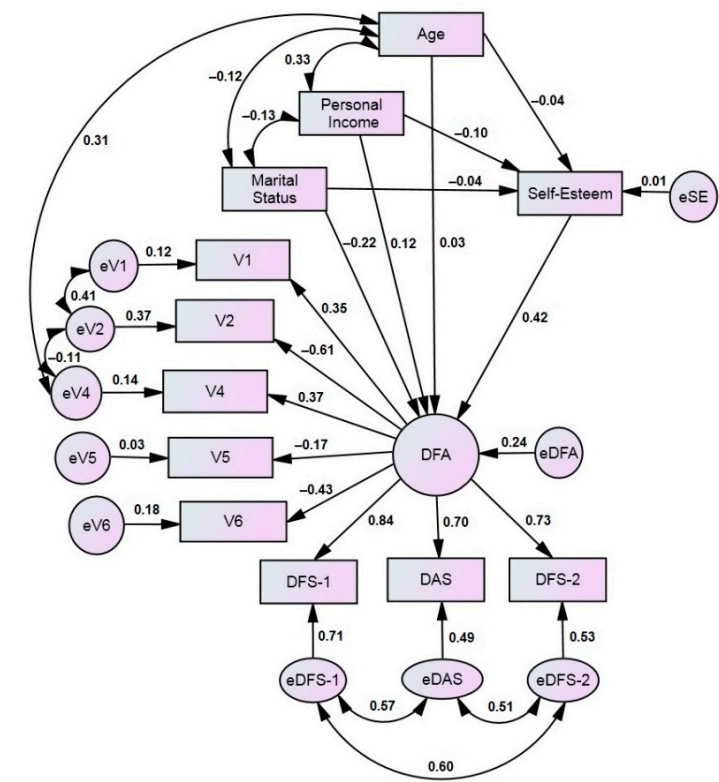 Age
–0.12
0.33
0.31
Personal
Income
–0.13
–0.04
–0.10
Marital
Status
–0.04
Self-Esteem
0.01
eSE
–0.22
0.12
0.03
eV1
0.12
V1
0.41
0.35
eV2
0.37
V2
0.42
–0.11
–0.61
eV4
0.14
V4
0.37
eV5
0.03
V5
–0.17
DFA
0.24
eDFA
eV6
0.18
V6
–0.43
0.84
0.70
0.73
DFS-1
DAS
DFS-2
0.71
0.49
0.53
eDFS-1
eDAS
eDFS-2
0.57
0.51
0.60